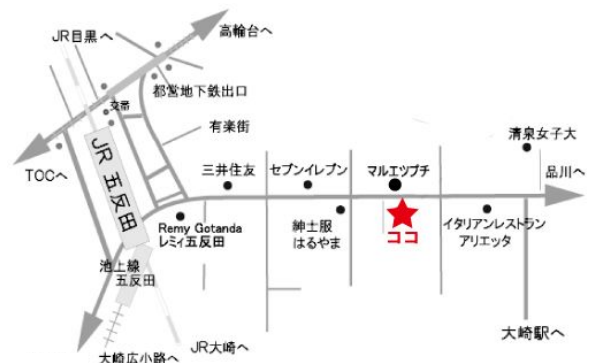 JR目黒へ
高輪台へ
都営地下鉄出口
交番
有楽街
清泉女子大
TOCへ
JR 五反田
三井住友
セブンイレブン
マルエツプチ
品川へ
Remy Gotanda
レミィ五反田
紳士服
はるやま
ココ
イタリアンレストラン
アリエッタ
池上線
五反田
大崎広小路へ
JR大崎へ
大崎駅へ